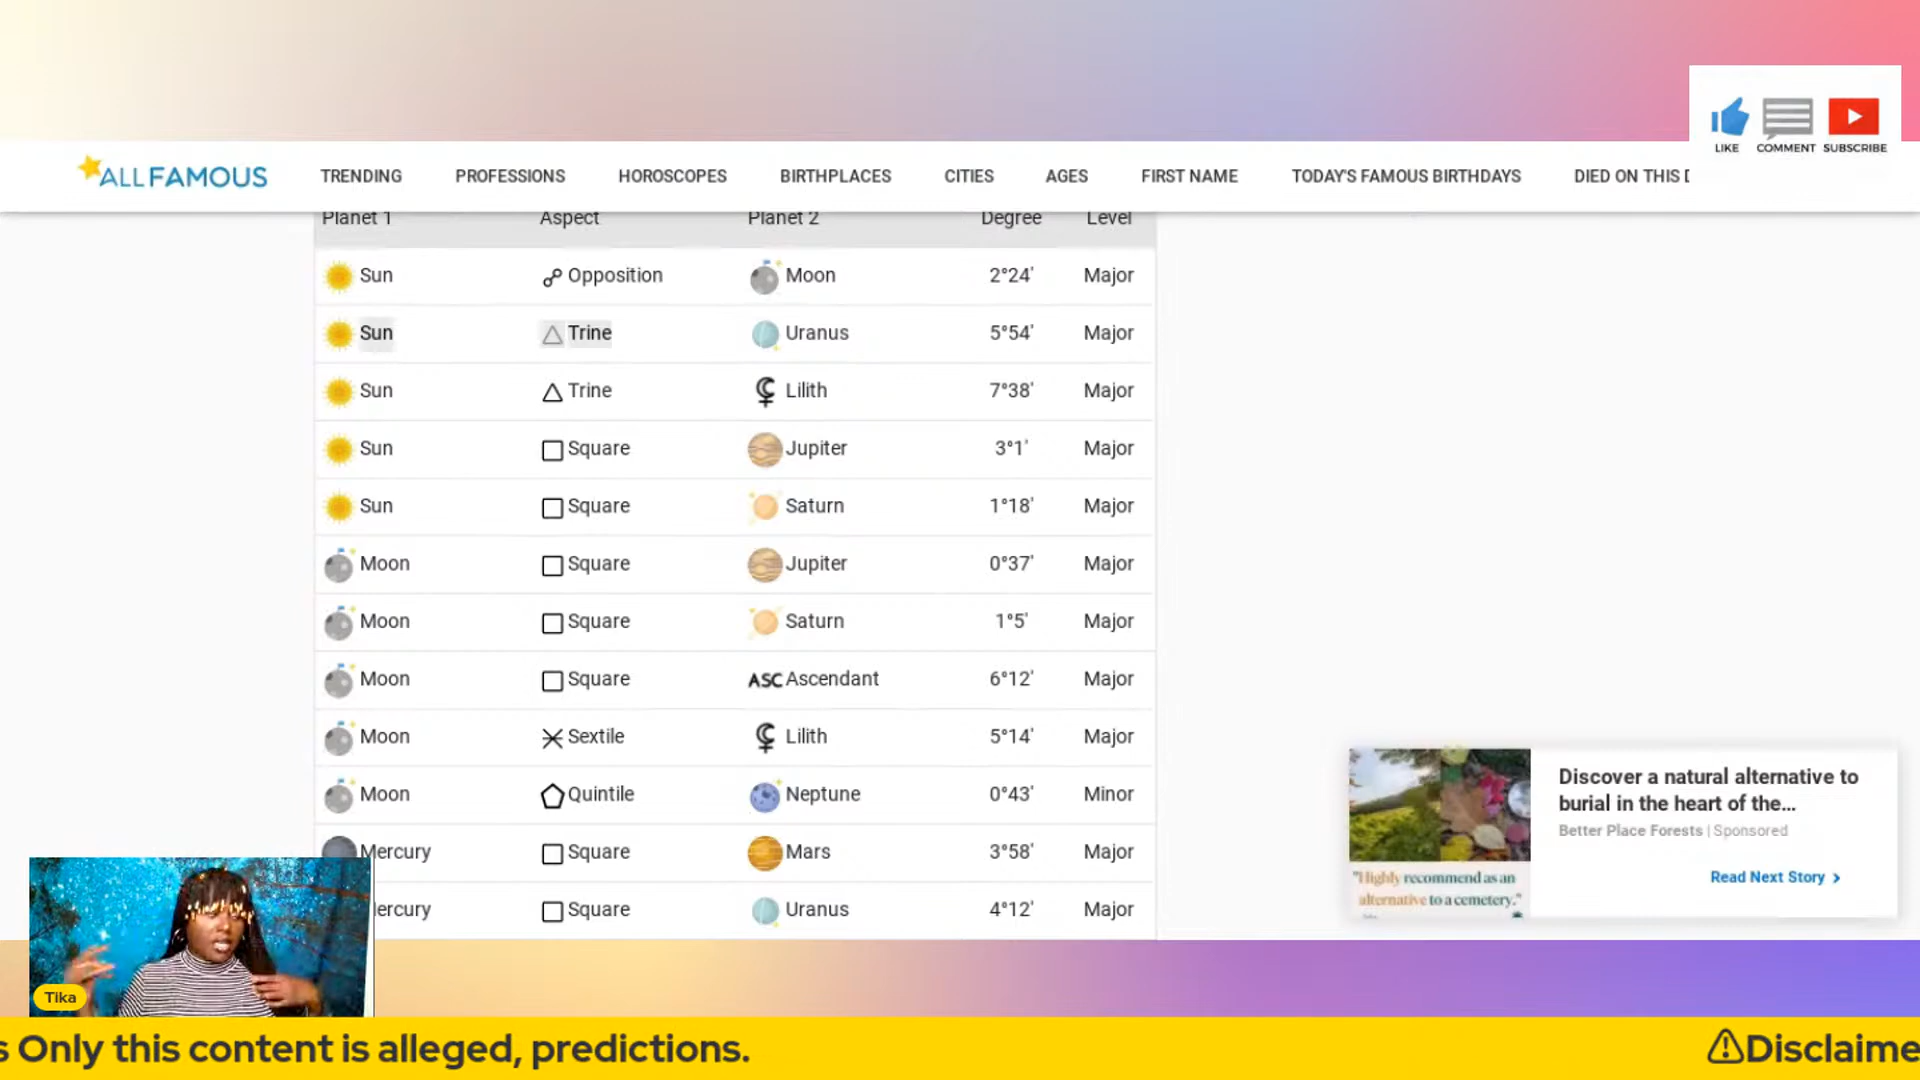 LIKE COMMENT SUBSCRIBE
ALLFAMOUS TRENDING PROFESSIONS HOROSCOPES BIRTHPLACES CITIES AGES FIRST NAME TODAY'S FAMOUS BIRTHDAYS DIED ON THIS
Planet 1 Aspect Planet 2 Degree Level
Sun Opposition Moon 2°24' Major
Sun Trine Uranus 5°54' Major
Sun Trine Lilith 7°38' Major
Sun Square Jupiter 3°1' Major
Sun Square Saturn 1°18' Major
Moon Square Jupiter 0°37' Major
Moon Square Saturn 1°5' Major
Moon Square ASC Ascendant 6°12' Major
Moon Sextile Lilith 5°14' Major
Moon Quintile Neptune 0°43' Minor
Mercury Square Mars 3°58' Major
ercury Square Uranus 4°12' Major
Discover a natural alternative to
burial in the heart of the...
Better Place Forests | Sponsored
Read Next Story
"Highly recommend as an
alternative to a cemetery."
Tika
s Only this content is alleged, predictions.
Disclaime